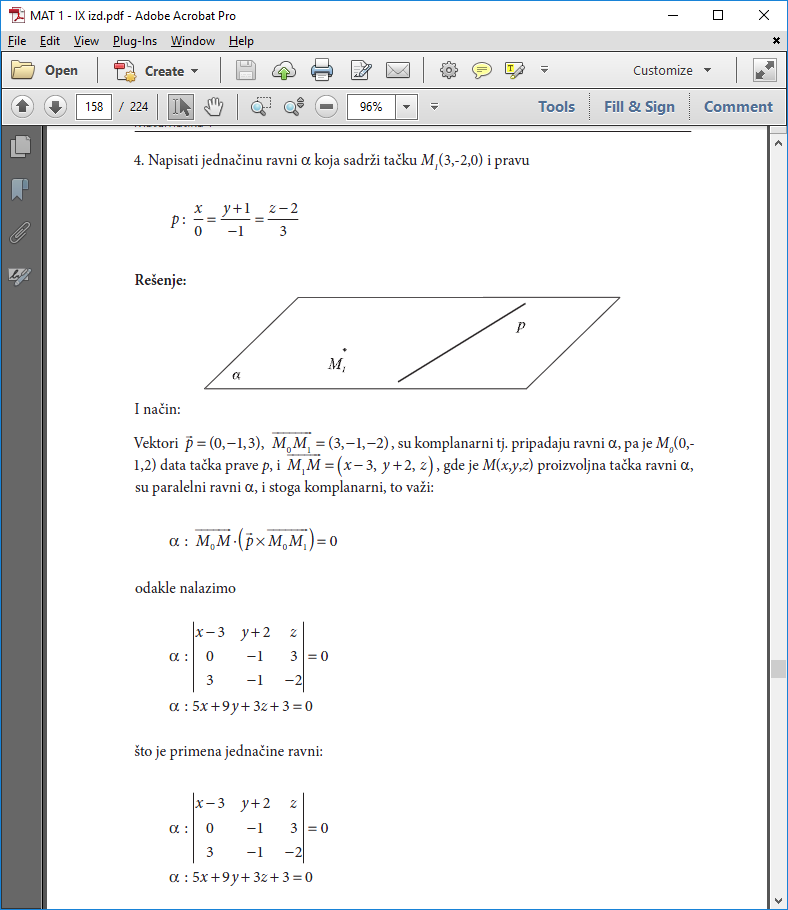 MAT 1 - IX izd.pdf - Adobe Acrobat Pro
File Edit View Plug-Ins Window Help
Open Create Customize
158 / 224 96% Tools Fill & Sign Comment
4. Napisati jednačinu ravni α koja sadrži tačku M₁(3,-2,0) i pravu
p: x/0 = y+1/−1 = z−2/3
Rešenje:
p
M₁
α
I način:
Vektori p⃗ = (0,−1,3), M₀M₁ = (3,−1,−2), su komplanarni tj. pripadaju ravni α, pa je M₀(0,-
1,2) data tačka prave p, i M₁M = (x−3, y+2, z), gde je M(x,y,z) proizvoljna tačka ravni α,
su paralelni ravni α, i stoga komplanarni, to važi:
α : M₀M·(p⃗ × M₀M₁) = 0
odakle nalazimo
x−3 y+2 z
α : 0 −1 3 = 0
3 −1 −2
α : 5x+9y+3z+3=0
što je primena jednačine ravni:
x−3 y+2 z
α : 0 −1 3 = 0
3 −1 −2
α : 5x+9y+3z+3=0